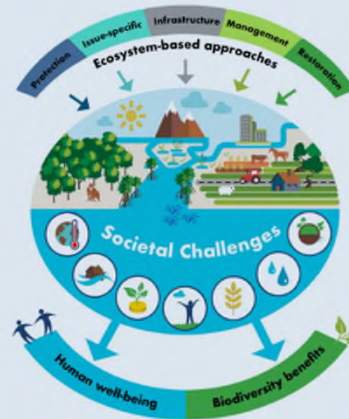 Protection
Issue-specific
Infrastructure
Management
Restoration
Ecosystem-based approaches
Societal Challenges
Human well-being
Biodiversity benefits